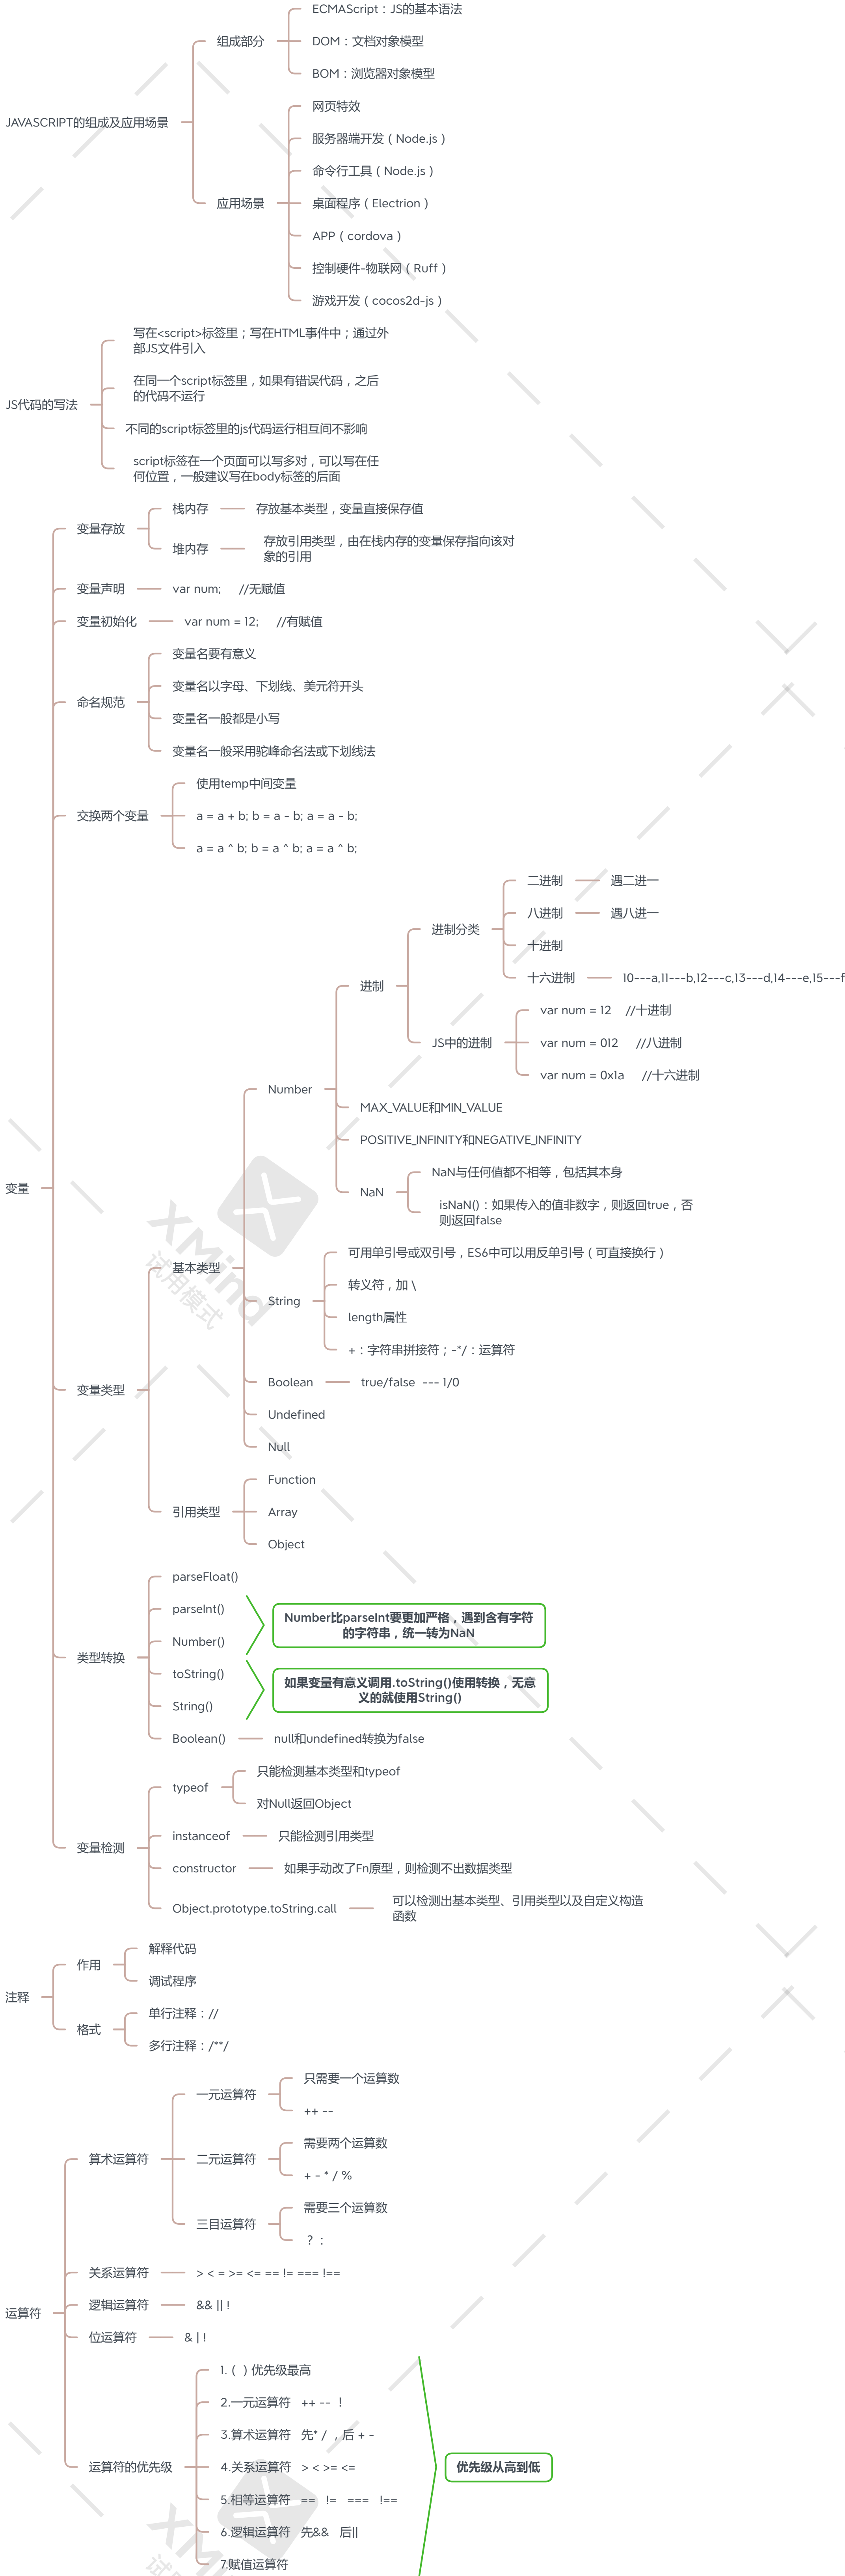 JAVASCRIPT的组成及应用场景
组成部分
ECMAScript：JS的基本语法
DOM：文档对象模型
BOM：浏览器对象模型
应用场景
网页特效
服务器端开发（Node.js）
命令行工具（Node.js）
桌面程序（Electrion）
APP（cordova）
控制硬件-物联网（Ruff）
游戏开发（cocos2d-js）
JS代码的写法
写在<script>标签里；写在HTML事件中；通过外
部JS文件引入
在同一个script标签里，如果有错误代码，之后
的代码不运行
不同的script标签里的js代码运行相互间不影响
script标签在一个页面可以写多对，可以写在任
何位置，一般建议写在body标签的后面
变量
变量存放
栈内存
存放基本类型，变量直接保存值
堆内存
存放引用类型，由在栈内存的变量保存指向该对
象的引用
变量声明
var num; //无赋值
变量初始化
var num = 12; //有赋值
命名规范
变量名要有意义
变量名以字母、下划线、美元符开头
变量名一般都是小写
变量名一般采用驼峰命名法或下划线法
交换两个变量
使用temp中间变量
a = a + b; b = a - b; a = a - b;
a = a ^ b; b = a ^ b; a = a ^ b;
变量类型
基本类型
Number
进制
进制分类
二进制
遇二进一
八进制
遇八进一
十进制
十六进制
10---a,11---b,12---c,13---d,14---e,15---f
JS中的进制
var num = 12 //十进制
var num = 012 //八进制
var num = 0x1a //十六进制
MAX_VALUE和MIN_VALUE
POSITIVE_INFINITY和NEGATIVE_INFINITY
NaN
NaN与任何值都不相等，包括其本身
isNaN()：如果传入的值非数字，则返回true，否
则返回false
String
可用单引号或双引号，ES6中可以用反单引号（可直接换行）
转义符，加 \
length属性
+：字符串拼接符；-*/：运算符
Boolean
true/false --- 1/0
Undefined
Null
引用类型
Function
Array
Object
类型转换
parseFloat()
parseInt()
Number()
Number比parseInt要更加严格，遇到含有字符
的字符串，统一转为NaN
toString()
String()
如果变量有意义调用.toString()使用转换，无意
义的就使用String()
Boolean()
null和undefined转换为false
变量检测
typeof
只能检测基本类型和typeof
对Null返回Object
instanceof
只能检测引用类型
constructor
如果手动改了Fn原型，则检测不出数据类型
Object.prototype.toString.call
可以检测出基本类型、引用类型以及自定义构造
函数
注释
作用
解释代码
调试程序
格式
单行注释：//
多行注释：/**/
运算符
算术运算符
一元运算符
只需要一个运算数
++ --
二元运算符
需要两个运算数
+ - * / %
三目运算符
需要三个运算数
？：
关系运算符
> < = >= <= == != === !==
逻辑运算符
&& || !
位运算符
& | !
运算符的优先级
1.（ ）优先级最高
2.一元运算符 ++ -- ！
3.算术运算符 先* / ，后 + -
4.关系运算符 > < >= <=
5.相等运算符 == != === !==
6.逻辑运算符 先&& 后||
7.赋值运算符
优先级从高到低
XMind
试用模式